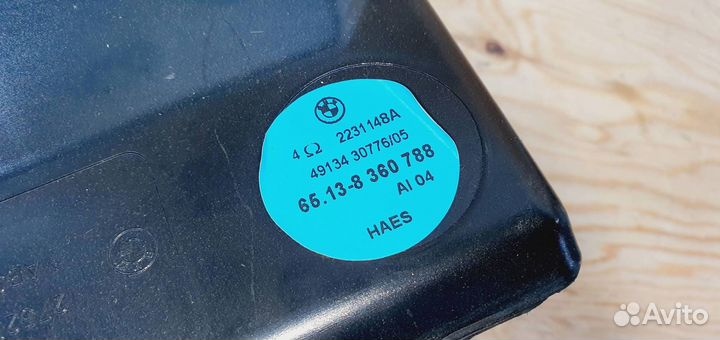 4 Ω 2231148A
49134 30776/05
65.13-8 360 788
AI 04
HAES
Avito